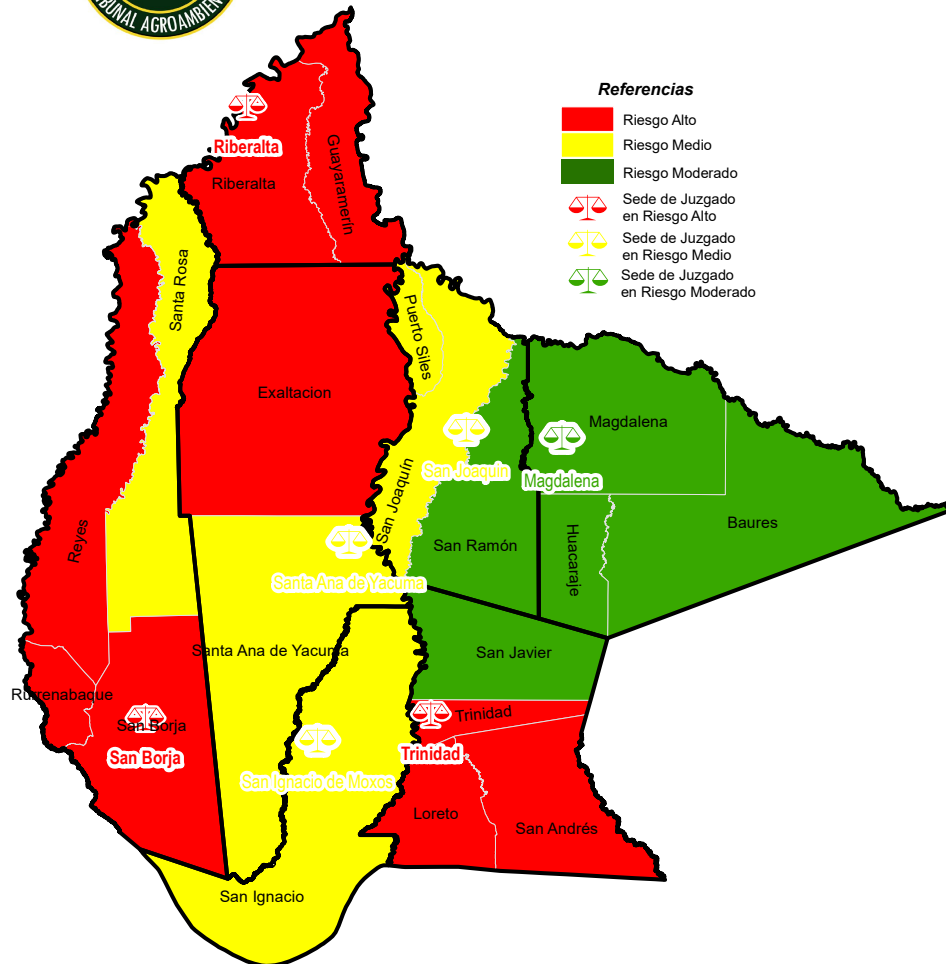 TRIBUNAL AGROAMBIEN
Referencias
Riesgo Alto
Riesgo Medio
Riesgo Moderado
Sede de Juzgado
en Riesgo Alto
Sede de Juzgado
en Riesgo Medio
Sede de Juzgado
en Riesgo Moderado
Riberalta
Riberalta
Guayaramerín
Santa Rosa
Puerto Siles
Exaltacion
Magdalena
San Joaquín
Magdalena
San Joaquín
Reyes
San Ramón
Huacaraje
Baures
Santa Ana de Yacuma
Santa Ana de Yacuma
San Javier
Rurrenabaque
San Borja
San Borja
Trinidad
Trinidad
San Ignacio de Moxos
Loreto
San Andrés
San Ignacio